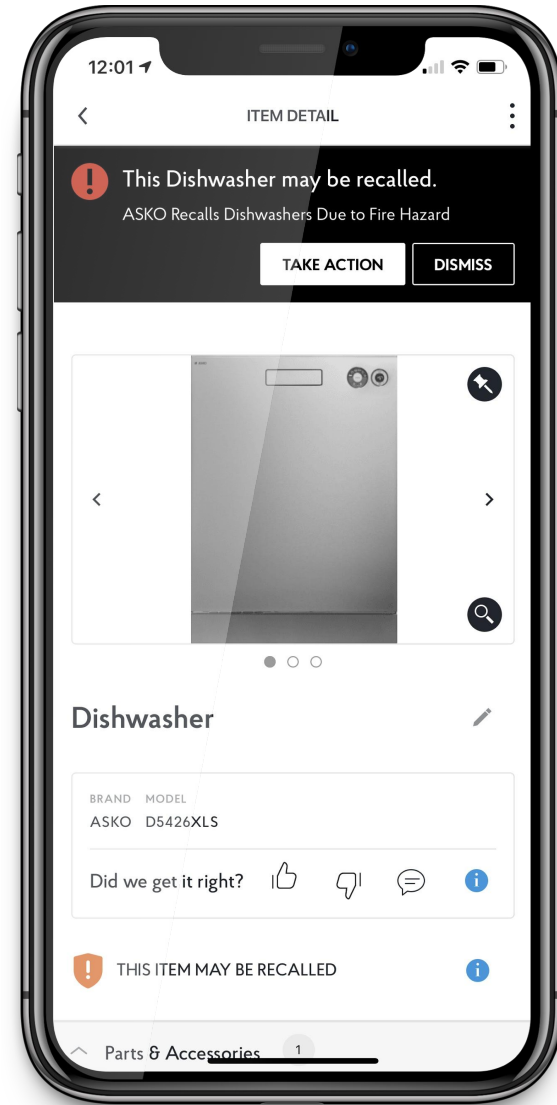 12:01
ITEM DETAIL
This Dishwasher may be recalled.
ASKO Recalls Dishwashers Due to Fire Hazard
TAKE ACTION DISMISS
Dishwasher
BRAND MODEL
ASKO D5426XLS
Did we get it right?
THIS ITEM MAY BE RECALLED
Parts & Accessories 1